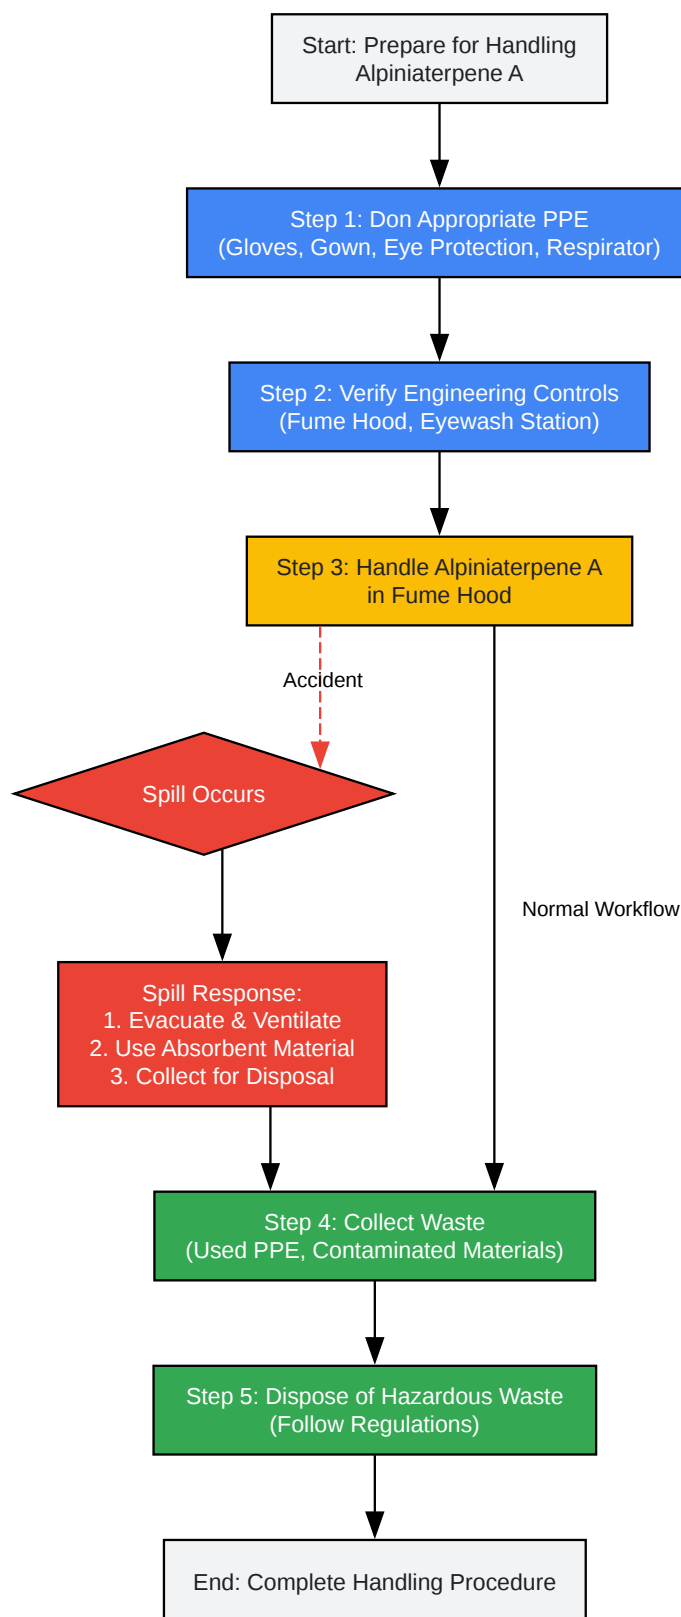 Start: Prepare for Handling
Alpiniaterpene A
Step 1: Don Appropriate PPE
(Gloves, Gown, Eye Protection, Respirator)
Step 2: Verify Engineering Controls
(Fume Hood, Eyewash Station)
Step 3: Handle Alpiniaterpene A
in Fume Hood
Accident
Spill Occurs
Normal Workflow
Spill Response:
1. Evacuate & Ventilate
2. Use Absorbent Material
3. Collect for Disposal
Step 4: Collect Waste
(Used PPE, Contaminated Materials)
Step 5: Dispose of Hazardous Waste
(Follow Regulations)
End: Complete Handling Procedure